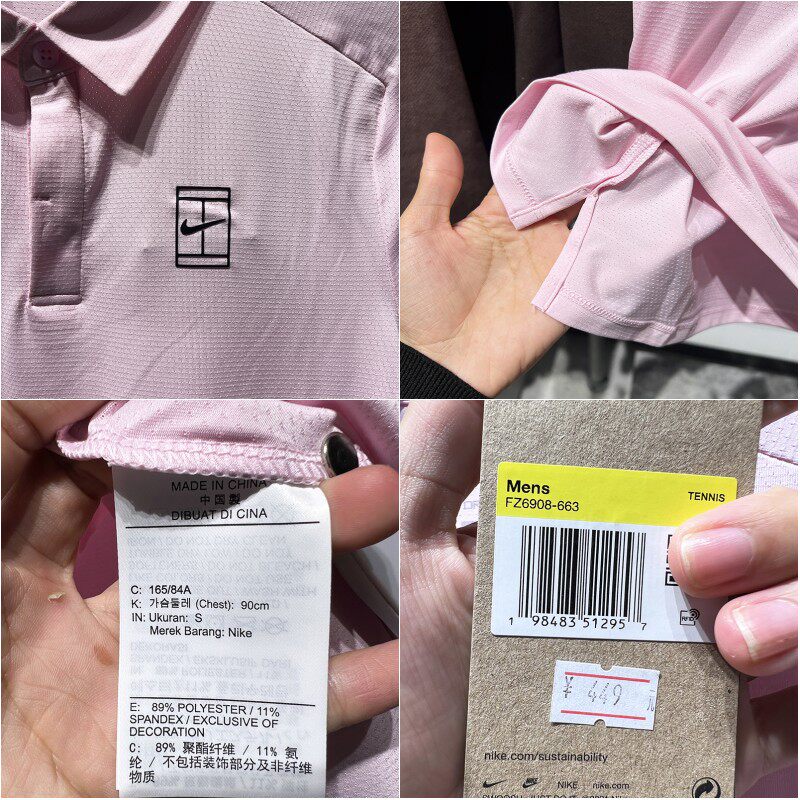 MADE IN CHINA
中国製
DIBUAT DI CINA
C: 165/84A
K: 가슴둘레 (Chest): 90cm
IN: Ukuran: S
Merek Barang: Nike
E: 89% POLYESTER / 11%
SPANDEX / EXCLUSIVE OF
DECORATION
C: 89% 聚酯纤维 / 11% 氨
纶 / 不包括装饰部分及非纤维
物质
Mens
TENNIS
FZ6908-663
1 98483 51295 7
RFID
¥ 449
nike.com/sustainability
NIKE nike.com